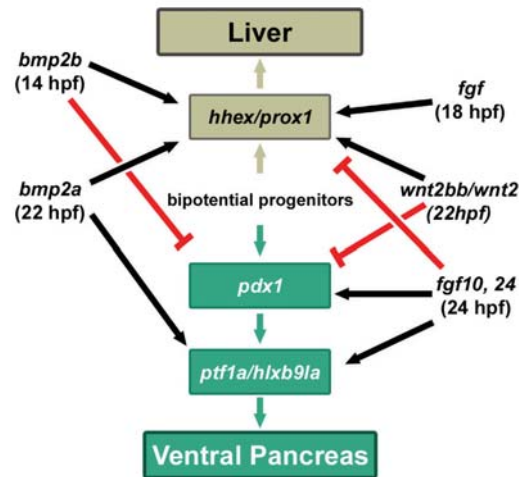 Liver
bmp2b
(14 hpf)
fgf
(18 hpf)
hhex/prox1
bmp2a
(22 hpf)
bipotential progenitors
wnt2bb/wnt2
(22hpf)
pdx1
fgf10, 24
(24 hpf)
ptf1a/hlxb9la
Ventral Pancreas